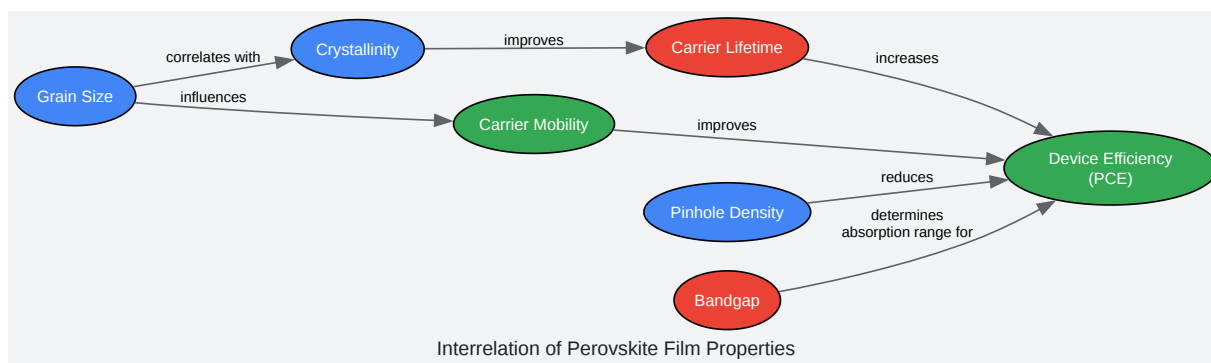 Grain Size
correlates with
Crystallinity
improves
Carrier Lifetime
increases
influences
Carrier Mobility
improves
Device Efficiency
(PCE)
Pinhole Density
reduces
Bandgap
determines
absorption range for
Interrelation of Perovskite Film Properties